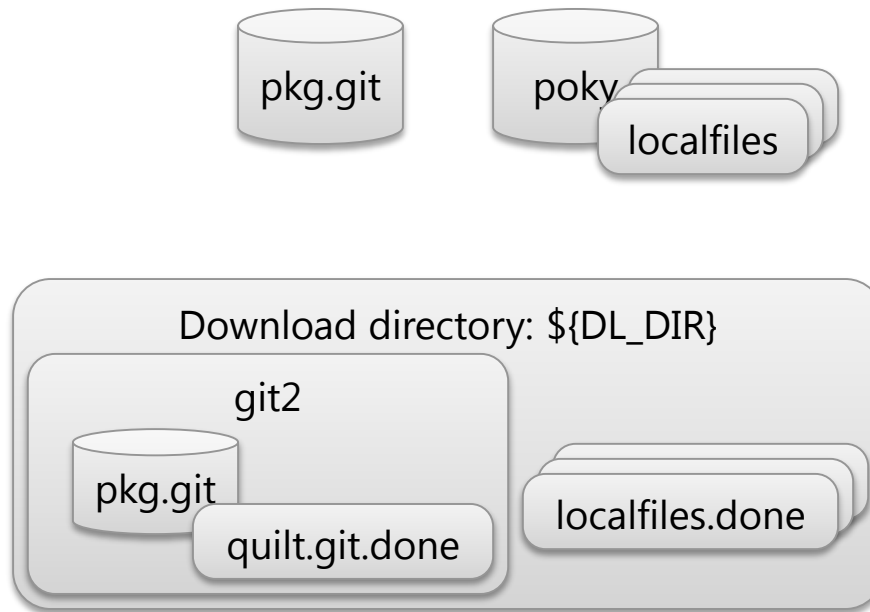 pkg.git
poky
localfiles
Download directory: ${DL_DIR}
git2
pkg.git
quilt.git.done
localfiles.done